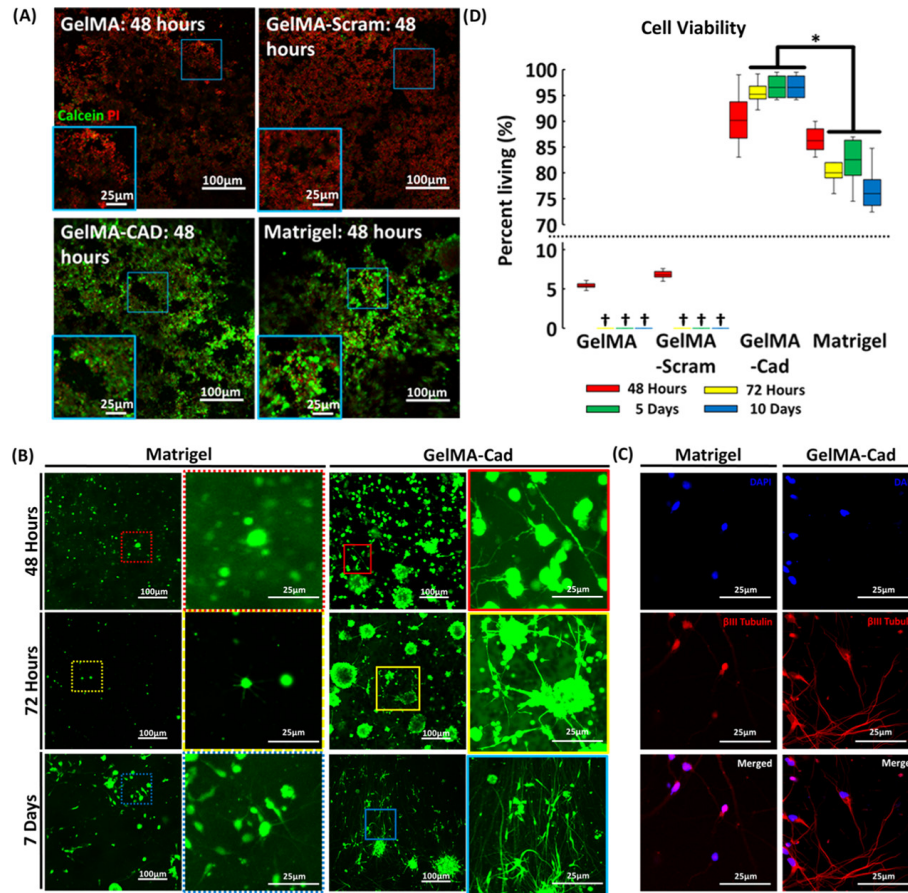 (A)
GelMA: 48 hours
GelMA-Scram: 48
hours
Calcein PI
25μm
100μm
25μm
100μm
GelMA-CAD: 48
hours
Matrigel: 48 hours
25μm
100μm
25μm
100μm
(D)
Cell Viability
Percent living (%)
100
95
90
85
80
75
70
10
5
0
*
† † † † † †
GelMA
GelMA
-Scram
GelMA
-Cad
Matrigel
48 Hours
72 Hours
5 Days
10 Days
(B)
Matrigel
GelMA-Cad
48 Hours
100μm
25μm
100μm
25μm
72 Hours
100μm
25μm
100μm
25μm
7 Days
100μm
25μm
100μm
25μm
(C)
Matrigel
GelMA-Cad
DAPI
DA
25μm
25μm
βIII Tubulin
βIII Tubul
25μm
25μm
Merged
Merge
25μm
25μm